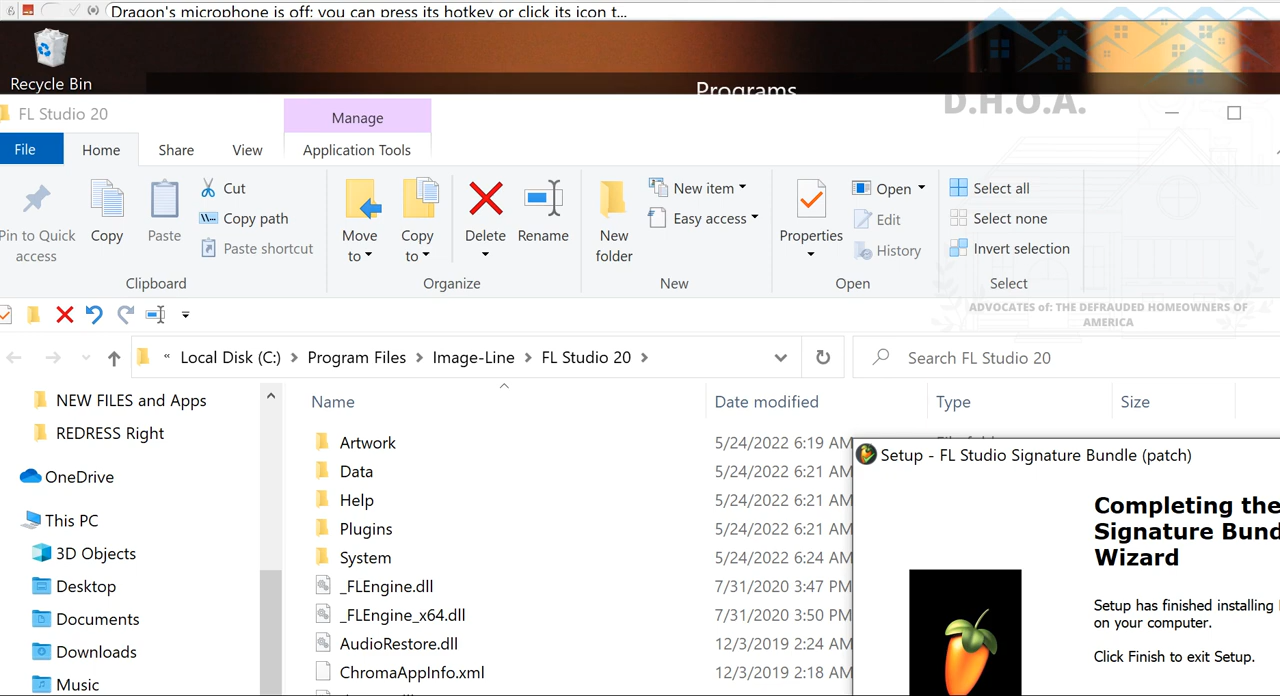 Dragon's microphone is off: you can press its hotkey or click its icon t...
Recycle Bin
Programs
FL Studio 20
Manage
D.H.O.A.
File
Home
Share
View
Application Tools
Pin to Quick access
Copy
Paste
Cut
Copy path
Paste shortcut
Clipboard
Move to
Copy to
Delete
Rename
Organize
New folder
New item
Easy access
New
Properties
Open
Edit
History
Open
Select all
Select none
Invert selection
Select
ADVOCATES of: THE DEFRAUDED HOMEOWNERS OF
AMERICA
« Local Disk (C:) > Program Files > Image-Line > FL Studio 20 >
Search FL Studio 20
NEW FILES and Apps
REDRESS Right
OneDrive
This PC
3D Objects
Desktop
Documents
Downloads
Music
Name Date modified Type Size
Artwork 5/24/2022 6:19 AM
Data 5/24/2022 6:21 AM
Help 5/24/2022 6:21 AM
Plugins 5/24/2022 6:21 AM
System 5/24/2022 6:24 AM
_FLEngine.dll 7/31/2020 3:47 PM
_FLEngine_x64.dll 7/31/2020 3:50 PM
AudioRestore.dll 12/3/2019 2:24 AM
ChromaAppInfo.xml 12/3/2019 2:18 AM
Setup - FL Studio Signature Bundle (patch)
Completing the
Signature Bund
Wizard
Setup has finished installing
on your computer.
Click Finish to exit Setup.